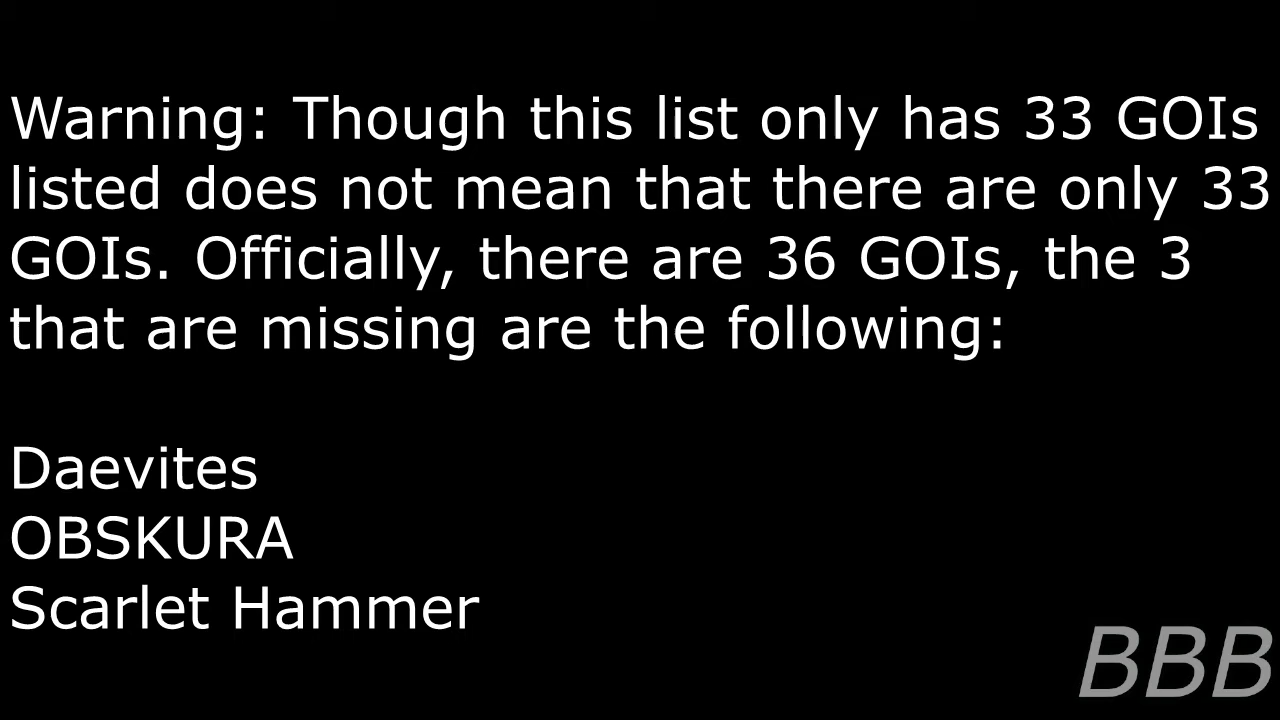 Warning: Though this list only has 33 GOIs
listed does not mean that there are only 33
GOIs. Officially, there are 36 GOIs, the 3
that are missing are the following:
Daevites
OBSKURA
Scarlet Hammer
BBB